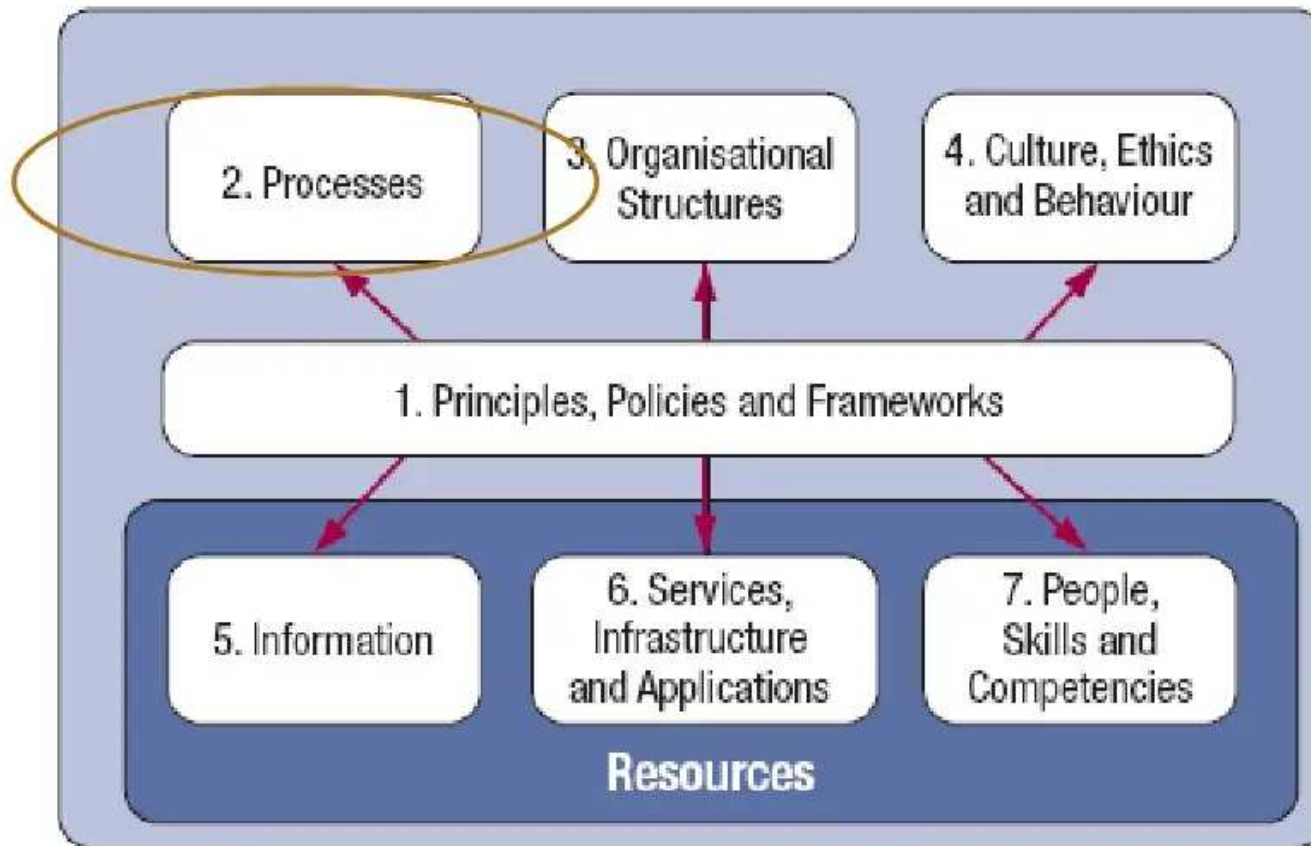 2. Processes
3. Organisational
Structures
4. Culture, Ethics
and Behaviour
1. Principles, Policies and Frameworks
5. Information
6. Services,
Infrastructure
and Applications
7. People,
Skills and
Competencies
Resources